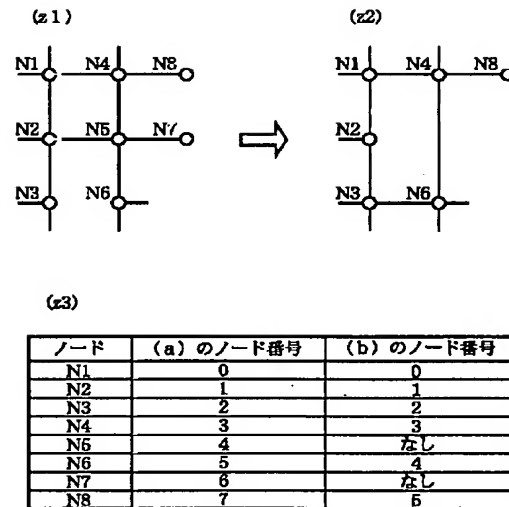 (z1) (z2)
N1 N4 N8 N1 N4 N8
N2 N5 N7 N2
N3 N6 N3 N6
(z3)
ノード (a)のノード番号 (b)のノード番号
N1 0 0
N2 1 1
N3 2 2
N4 3 3
N5 4 なし
N6 5 4
N7 6 なし
N8 7 5